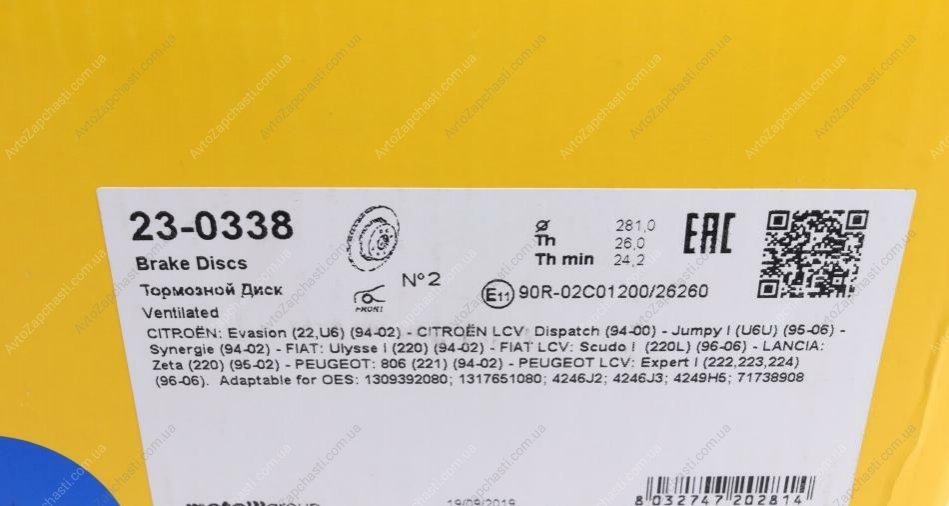 23-0338
Brake Discs
Тормозной Диск
Ventilated
FRONT
N°2
Ø 281,0
Th 26,0
Th min 24,2
EAC
E11 90R-02C01200/26260
CITROËN: Evasion (22,U6) (94-02) - CITROËN LCV: Dispatch (94-00) - Jumpy I (U6U) (95-06) -
Synergie (94-02) - FIAT: Ulysse I (220) (94-02) - FIAT LCV: Scudo I (220L) (96-06) - LANCIA:
Zeta (220) (95-02) - PEUGEOT: 806 (221) (94-02) - PEUGEOT LCV: Expert I (222,223,224)
(96-06). Adaptable for OES: 1309392080; 1317651080; 4246J2; 4246J3; 4249H5; 71738908
metelligroup
19/09/2019
8 032747 202814
AvtoZapchasti.com.ua